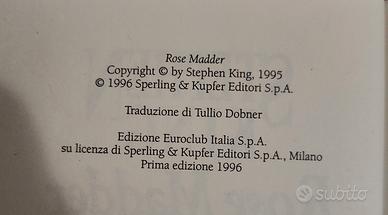 Rose Madder
Copyright © by Stephen King, 1995
© 1996 Sperling & Kupfer Editori S.p.A.
Traduzione di Tullio Dobner
Edizione Euroclub Italia S.p.A.
su licenza di Sperling & Kupfer Editori S.p.A., Milano
Prima edizione 1996
subito